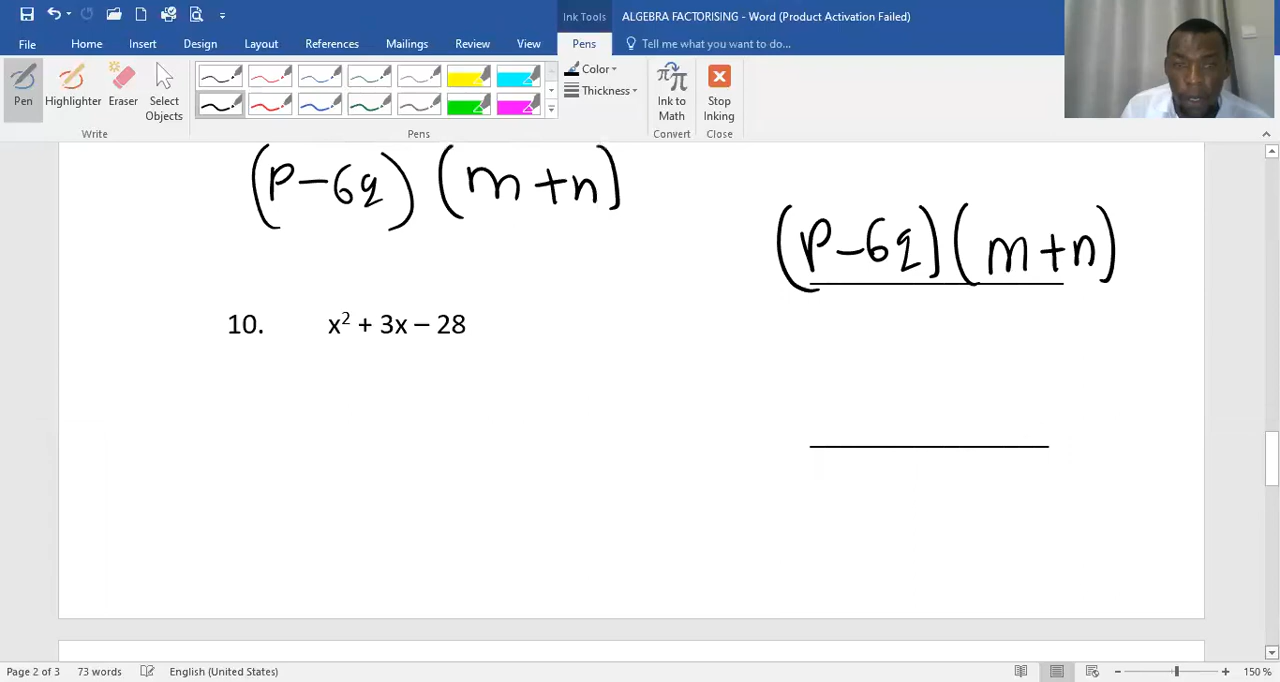 ALGEBRA FACTORISING - Word (Product Activation Failed)
Ink Tools
File Home Insert Design Layout References Mailings Review View Pens Tell me what you want to do...
Pen Highlighter Eraser Select Objects
Color
Thickness
Ink to Math
Stop Inking
Write Pens Convert Close
(p-6q) (m+n)
(p-6q)(m+n)
10. x² + 3x – 28
Page 2 of 3 73 words English (United States) 150 %